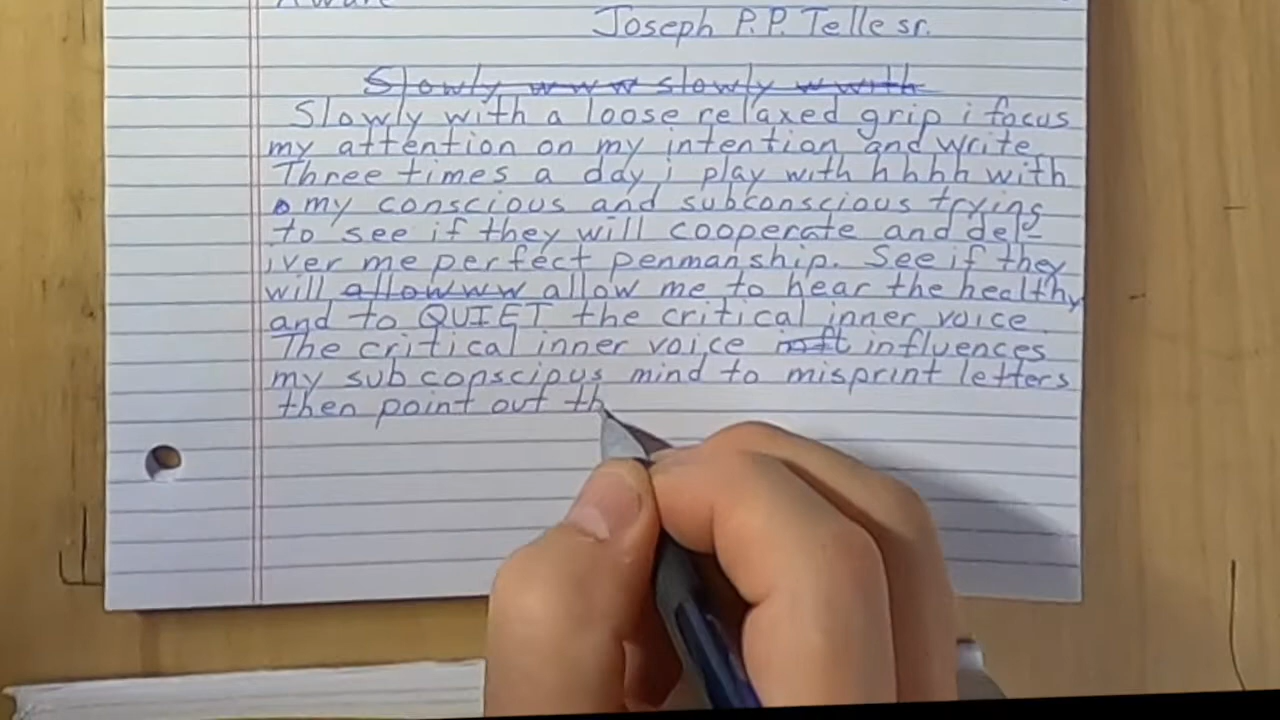 Aware
Joseph P.P. Telle sr.
Slowly w w w slowly w with
Slowly with a loose relaxed grip i focus
my attention on my intention and write
Three times a day i play with h h h h with
my conscious and subconscious trying
to see if they will cooperate and del-
iver me perfect penmanship. See if they
will allowww allow me to hear the healthy
and to QUIET the critical inner voice
The critical inner voice influences
my subconscious mind to misprint letters
then point out th